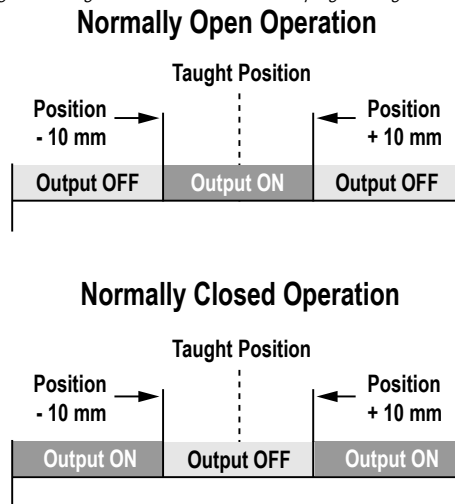 Normally Open Operation
Taught Position
Position Position
- 10 mm + 10 mm
Output OFF Output ON Output OFF
Normally Closed Operation
Taught Position
Position Position
- 10 mm + 10 mm
Output ON Output OFF Output ON